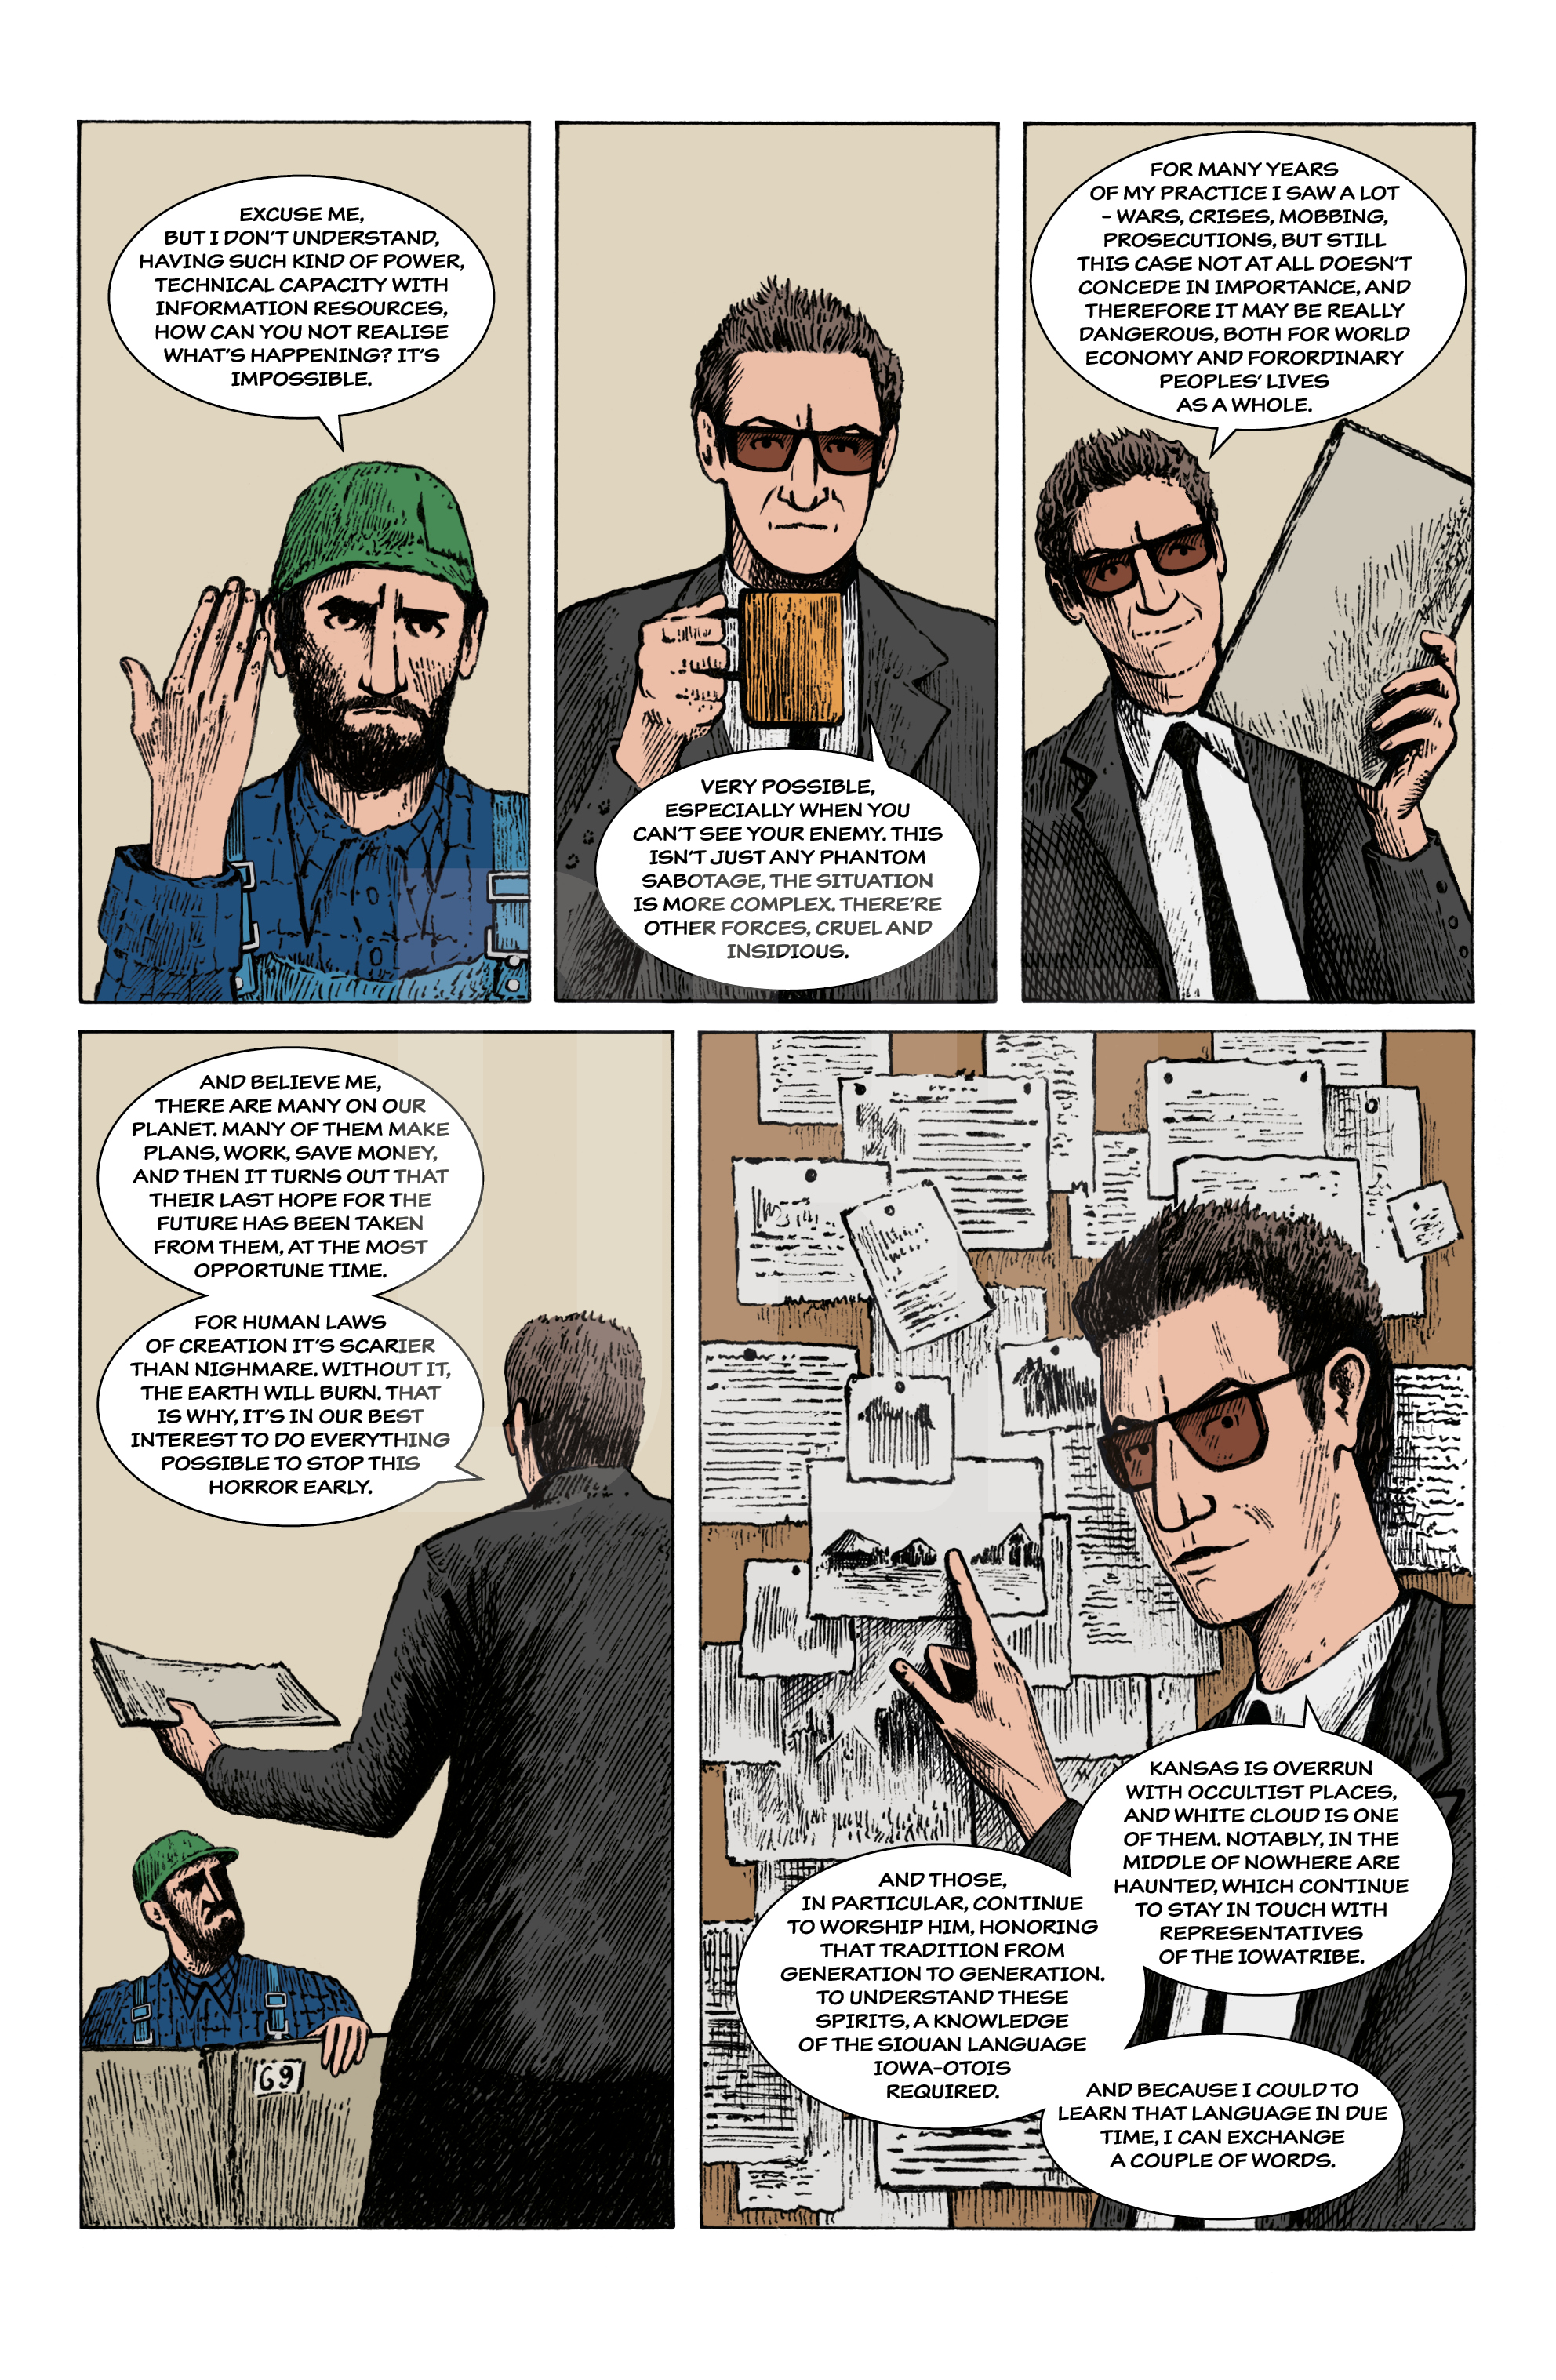 EXCUSE ME,
BUT I DON'T UNDERSTAND,
HAVING SUCH KIND OF POWER,
TECHNICAL CAPACITY WITH
INFORMATION RESOURCES,
HOW CAN YOU NOT REALISE
WHAT'S HAPPENING? IT'S
IMPOSSIBLE.
VERY POSSIBLE,
ESPECIALLY WHEN YOU
CAN'T SEE YOUR ENEMY. THIS
ISN'T JUST ANY PHANTOM
SABOTAGE, THE SITUATION
IS MORE COMPLEX. THERE'RE
OTHER FORCES, CRUEL AND
INSIDIOUS.
FOR MANY YEARS
OF MY PRACTICE I SAW A LOT
– WARS, CRISES, MOBBING,
PROSECUTIONS, BUT STILL
THIS CASE NOT AT ALL DOESN'T
CONCEDE IN IMPORTANCE, AND
THEREFORE IT MAY BE REALLY
DANGEROUS, BOTH FOR WORLD
ECONOMY AND FORORDINARY
PEOPLES' LIVES
AS A WHOLE.
AND BELIEVE ME,
THERE ARE MANY ON OUR
PLANET. MANY OF THEM MAKE
PLANS, WORK, SAVE MONEY,
AND THEN IT TURNS OUT THAT
THEIR LAST HOPE FOR THE
FUTURE HAS BEEN TAKEN
FROM THEM, AT THE MOST
OPPORTUNE TIME.
FOR HUMAN LAWS
OF CREATION IT'S SCARIER
THAN NIGHMARE. WITHOUT IT,
THE EARTH WILL BURN. THAT
IS WHY, IT'S IN OUR BEST
INTEREST TO DO EVERYTHING
POSSIBLE TO STOP THIS
HORROR EARLY.
69
KANSAS IS OVERRUN
WITH OCCULTIST PLACES,
AND WHITE CLOUD IS ONE
OF THEM. NOTABLY, IN THE
MIDDLE OF NOWHERE ARE
HAUNTED, WHICH CONTINUE
TO STAY IN TOUCH WITH
REPRESENTATIVES
OF THE IOWATRIBE.
AND THOSE,
IN PARTICULAR, CONTINUE
TO WORSHIP HIM, HONORING
THAT TRADITION FROM
GENERATION TO GENERATION.
TO UNDERSTAND THESE
SPIRITS, A KNOWLEDGE
OF THE SIOUAN LANGUAGE
IOWA-OTOIS
REQUIRED.
AND BECAUSE I COULD TO
LEARN THAT LANGUAGE IN DUE
TIME, I CAN EXCHANGE
A COUPLE OF WORDS.